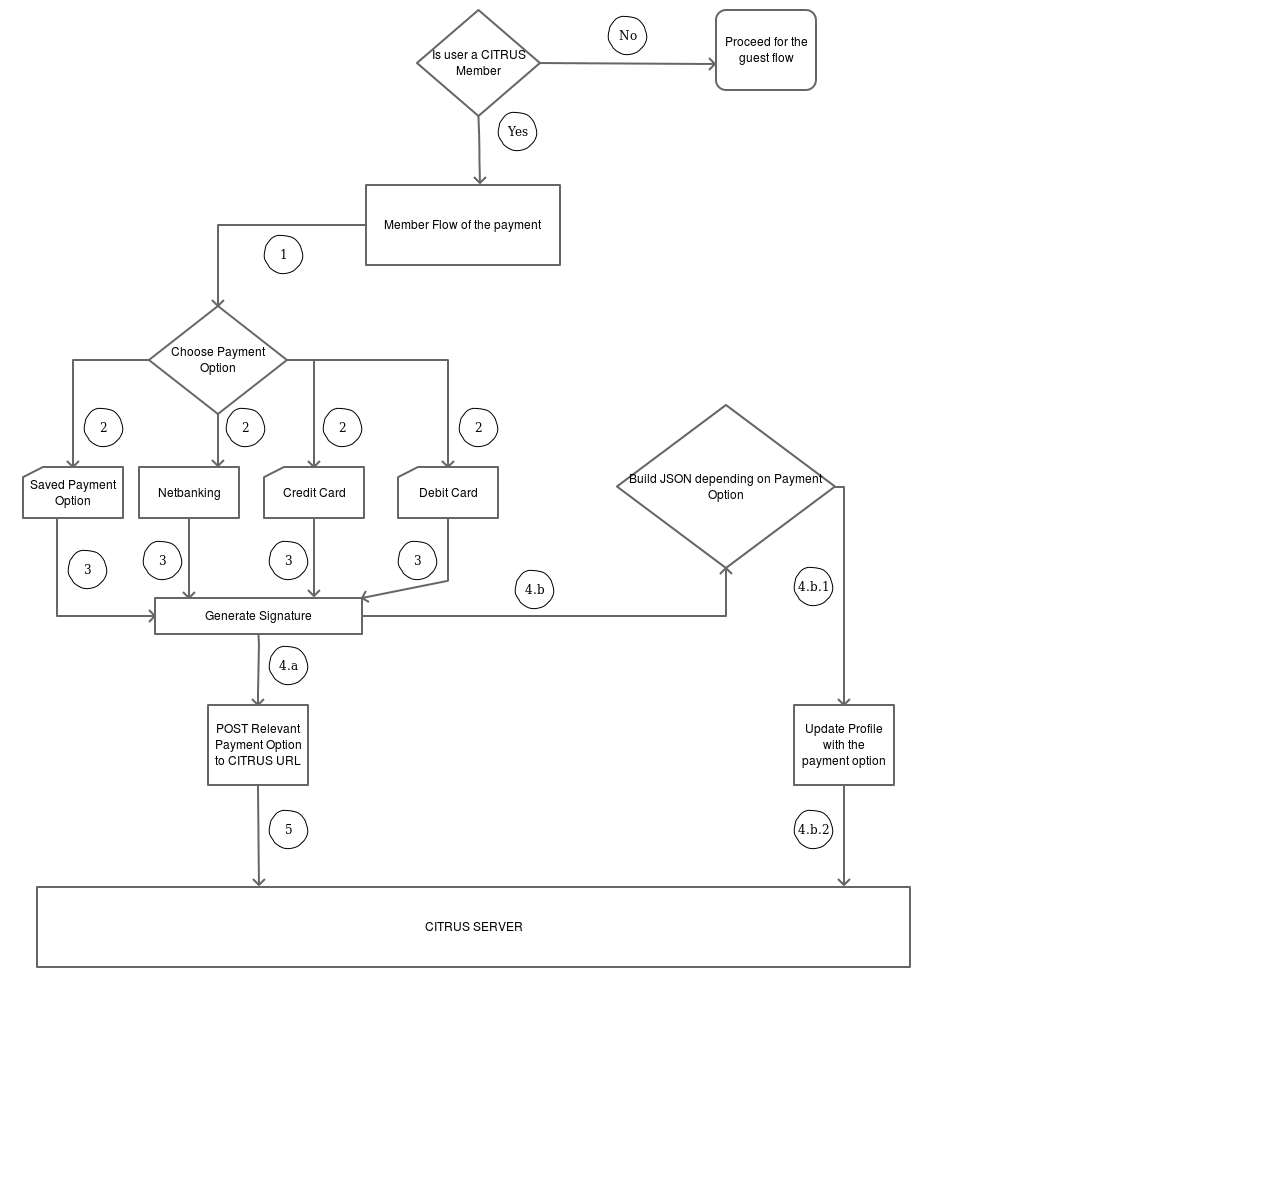 Is user a CITRUS
Member
No
Proceed for the
guest flow
Yes
Member Flow of the payment
1
Choose Payment
Option
2
2
2
2
Saved Payment
Option
Netbanking
Credit Card
Debit Card
Build JSON depending on Payment
Option
3
3
3
3
4.b
4.b.1
Generate Signature
4.a
POST Relevant
Payment Option
to CITRUS URL
Update Profile
with the
payment option
5
4.b.2
CITRUS SERVER